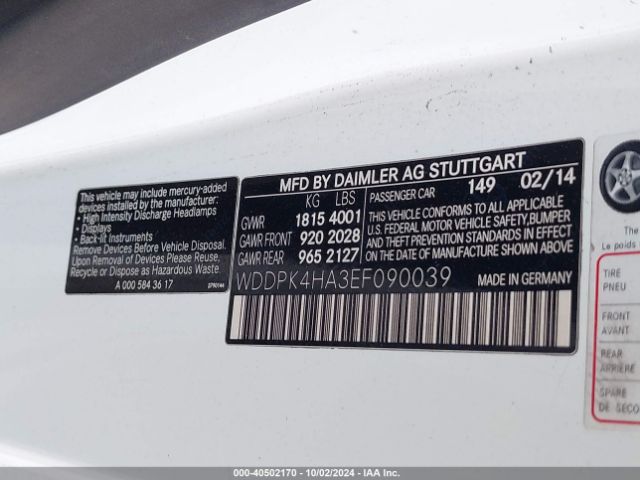 This vehicle may include mercury-added
devices installed by the manufacturer:
- High Intensity Discharge Headlamps
- Displays
- Back-lit Instruments
Remove Devices Before Vehicle Disposal.
Upon Removal of Devices Please Reuse,
Recycle or Dispose as Hazardous Waste
A 000 584 36 17
MFD BY DAIMLER AG STUTTGART
KG LBS
GVWR 1815 4001
GAWR FRONT 920 2028
GAWR REAR 965 2127
PASSENGER CAR 149 02/14
THIS VEHICLE CONFORMS TO ALL APPLICABLE
U.S. FEDERAL MOTOR VEHICLE SAFETY, BUMPER
AND THEFT PREVENTION STANDARDS IN EFFECT
ON THE DATE OF MANUFACTURE SHOWN ABOVE.
WDDPK4HA3EF090039
MADE IN GERMANY
Le poids
TIRE
PNEU
FRONT
AVANT
REAR
ARRIÈRE
SPARE
DE SECO
000-40502170 | 10/02/2024 | IAA Inc.